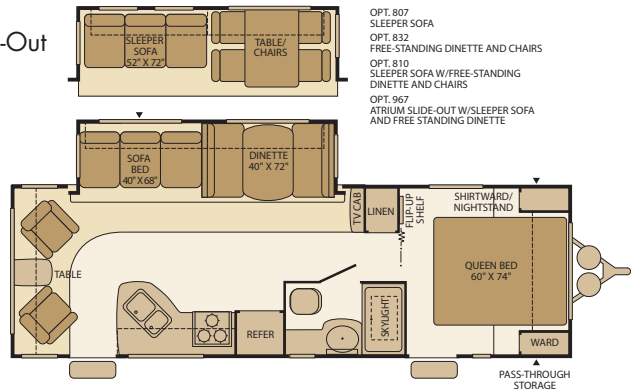 -Out
SLEEPER
SOFA
52" X 72"
TABLE/
CHAIRS
OPT. 807
SLEEPER SOFA
OPT. 832
FREE-STANDING DINETTE AND CHAIRS
OPT. 810
SLEEPER SOFA W/FREE-STANDING
DINETTE AND CHAIRS
OPT. 967
ATRIUM SLIDE-OUT W/SLEEPER SOFA
AND FREE STANDING DINETTE
SOFA
BED
40" X 68"
DINETTE
40" X 72"
TV CAB
LINEN
FLIP-UP
SHELF
SHIRTWARD/
NIGHTSTAND
TABLE
QUEEN BED
60" X 74"
REFER
SKYLIGHT
WARD
PASS-THROUGH
STORAGE